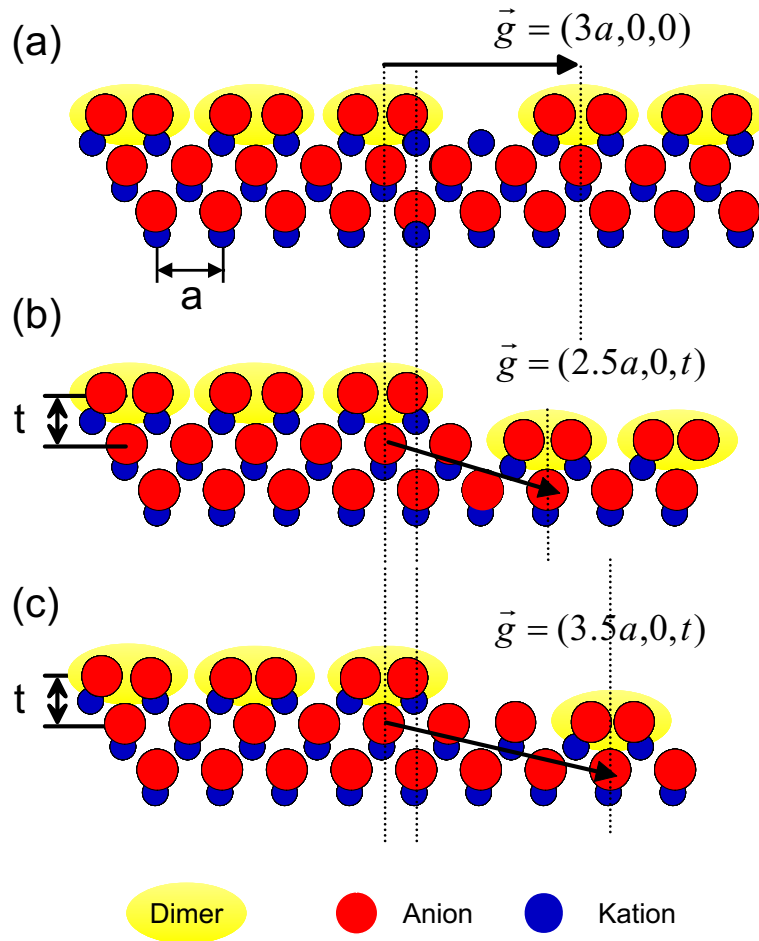 (a)
g⃗ = (3a,0,0)
a
(b)
g⃗ = (2.5a,0,t)
t
(c)
g⃗ = (3.5a,0,t)
t
Dimer Anion Kation